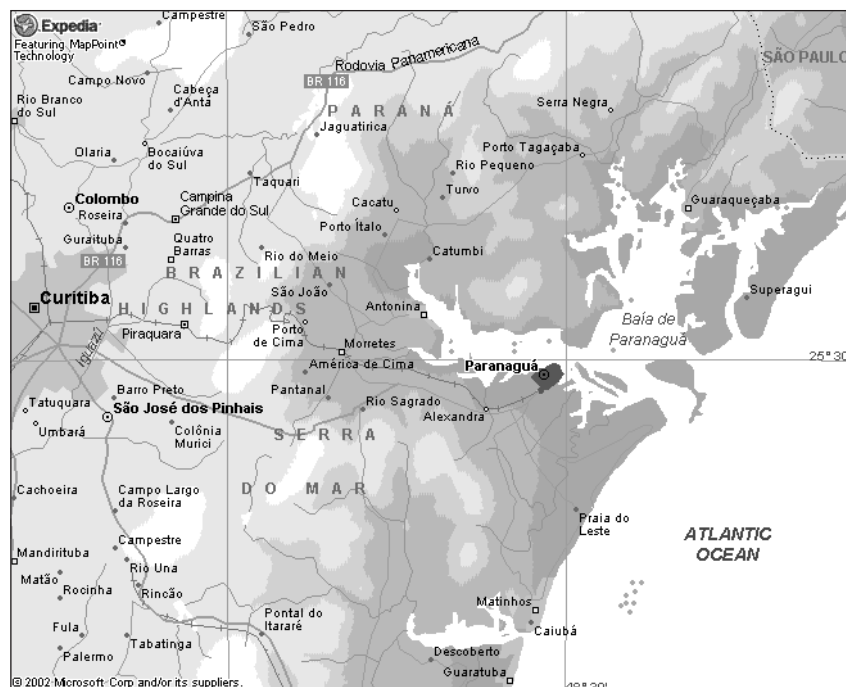 Expedia
Featuring MapPoint
Technology
Campestre
São Pedro
Rodovia Panamericana
SÃO PAULO
Campo Novo
Cabeça
d'Anta
BR 116
Rio Branco
do Sul
PARANÁ
Serra Negra
Jaguatirica
Olaria
Bocaiúva
do Sul
Porto Tagaçaba
Rio Pequeno
Taquari
Turvo
Colombo
Roseira
Campina
Grande do Sul
Cacatu
Guaraqueçaba
Porto Ítalo
Guraituba
Quatro
Barras
Rio do Meio
Catumbi
BR 116
BRAZILIAN
São João
Curitiba
HIGHLANDS
Antonina
Superagui
Iguazú
Piraquara
Porto
de Cima
Baía de
Paranaguá
Morretes
25°30
América de Cima
Paranaguá
Barro Preto
Pantanal
Tatuquara
São José dos Pinhais
Rio Sagrado
Alexandra
Umbará
Colônia
Murici
SERRA
Cachoeira
Campo Largo
da Roseira
DO MAR
Praia do
Leste
ATLANTIC
OCEAN
Mandirituba
Campestre
Rio Una
Matão
Rocinha
Rincão
Matinhos
Pontal do
Itararé
Caiubá
Fula
Tabatinga
Palermo
Descoberto
Guaratuba
© 2002 Microsoft Corp and/or its suppliers.
48°30'